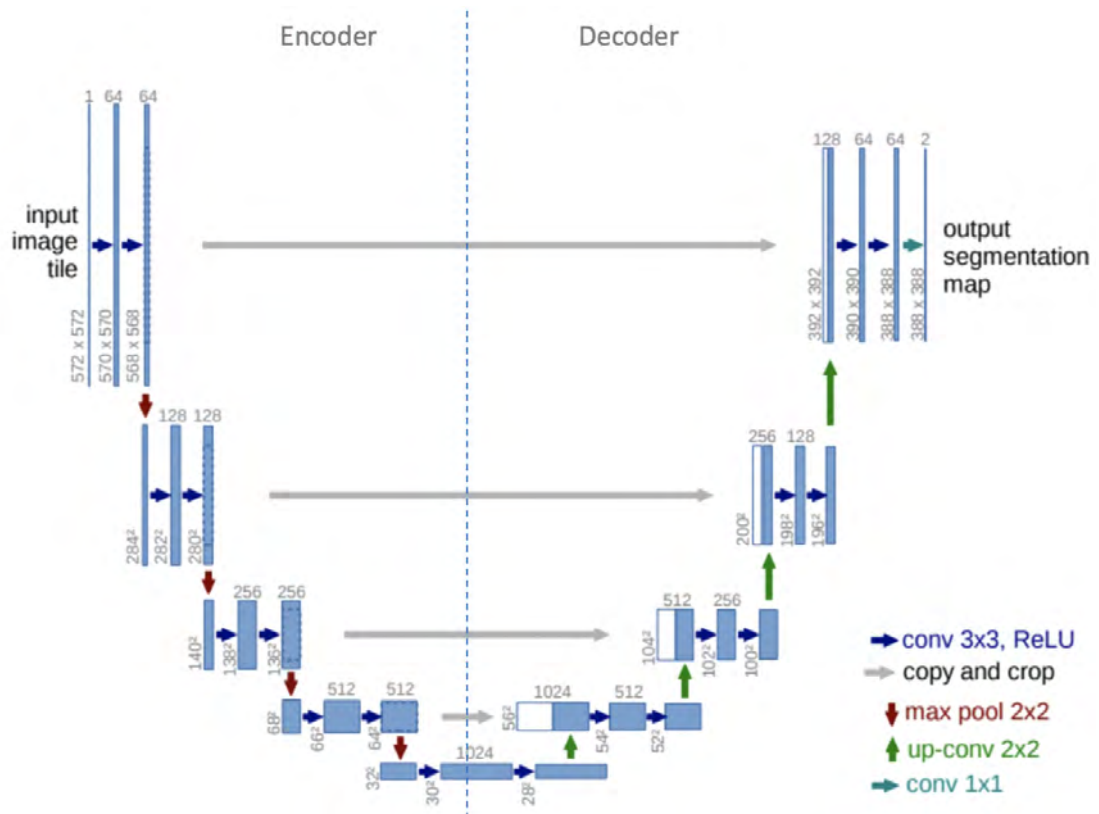 Encoder
Decoder
1 64 64
input
image
tile
572 x 572
570 x 570
568 x 568
128 64 64 2
output
segmentation
map
392 x 392
390 x 390
388 x 388
388 x 388
128 128
284²
282²
280²
256 128
200²
198²
196²
256 256
140²
138²
136²
512 256
104²
102²
100²
512 512
68²
66²
64²
1024 512
56²
54²
52²
1024
32²
30²
28²
conv 3x3, ReLU
copy and crop
max pool 2x2
up-conv 2x2
conv 1x1